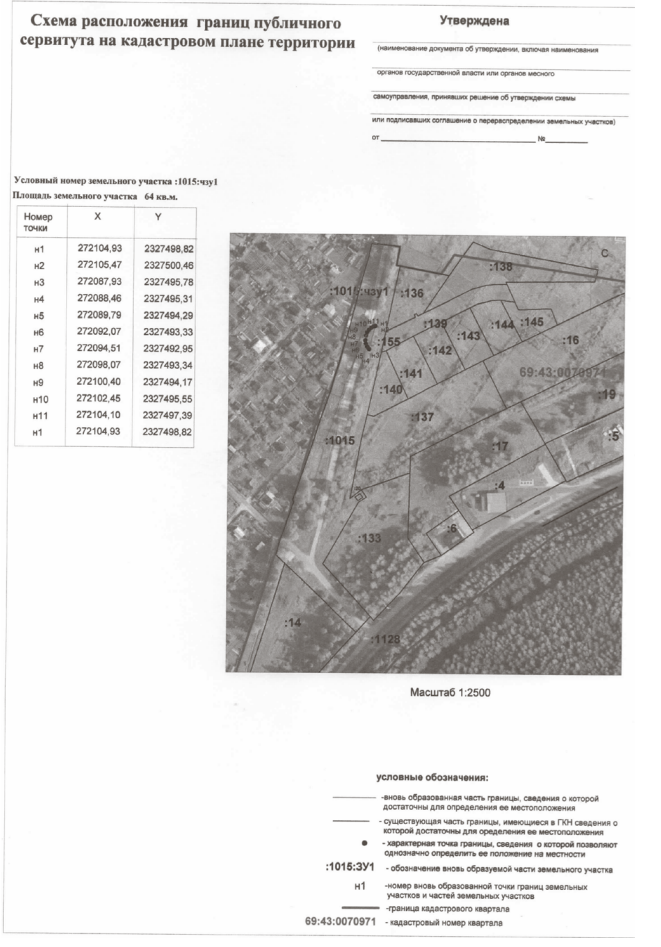 Схема расположения границ публичного
сервитута на кадастровом плане территории
Утверждена
(наименование документа об утверждении, включая наименования
органов государственной власти или органов месного
самоуправления, принявших решение об утверждении схемы
или подписавших соглашение о перераспределении земельных участков)
от №
Условный номер земельного участка :1015:чзу1
Площадь земельного участка 64 кв.м.
Номер точки X Y
н1 272104,93 2327498,82
н2 272105,47 2327500,46
н3 272087,93 2327495,78
н4 272088,46 2327495,31
н5 272089,79 2327494,29
н6 272092,07 2327493,33
н7 272094,51 2327492,95
н8 272098,07 2327493,34
н9 272100,40 2327494,17
н10 272102,45 2327495,55
н11 272104,10 2327497,39
н1 272104,93 2327498,82
С
:138
:1015:чзу1
:136
:139
:144
:145
:143
:155
:142
:16
:141
69:43:0070971
:140
:19
:137
:1015
:17
:5
:4
:6
:133
:14
:1128
Масштаб 1:2500
условные обозначения:
-вновь образованная часть границы, сведения о которой
достаточны для определения ее местоположения
- существующая часть границы, имеющиеся в ГКН сведения о
которой достаточны для оределения ее местоположения
- характерная точка границы, сведения о которой позволяют
однозначно определить ее положение на местности
:1015:ЗУ1 - обозначение вновь образуемой части земельного участка
н1 -номер вновь образованной точки границ земельных
участков и частей земельных участков
-граница кадастрового квартала
69:43:0070971 - кадастровый номер квартала